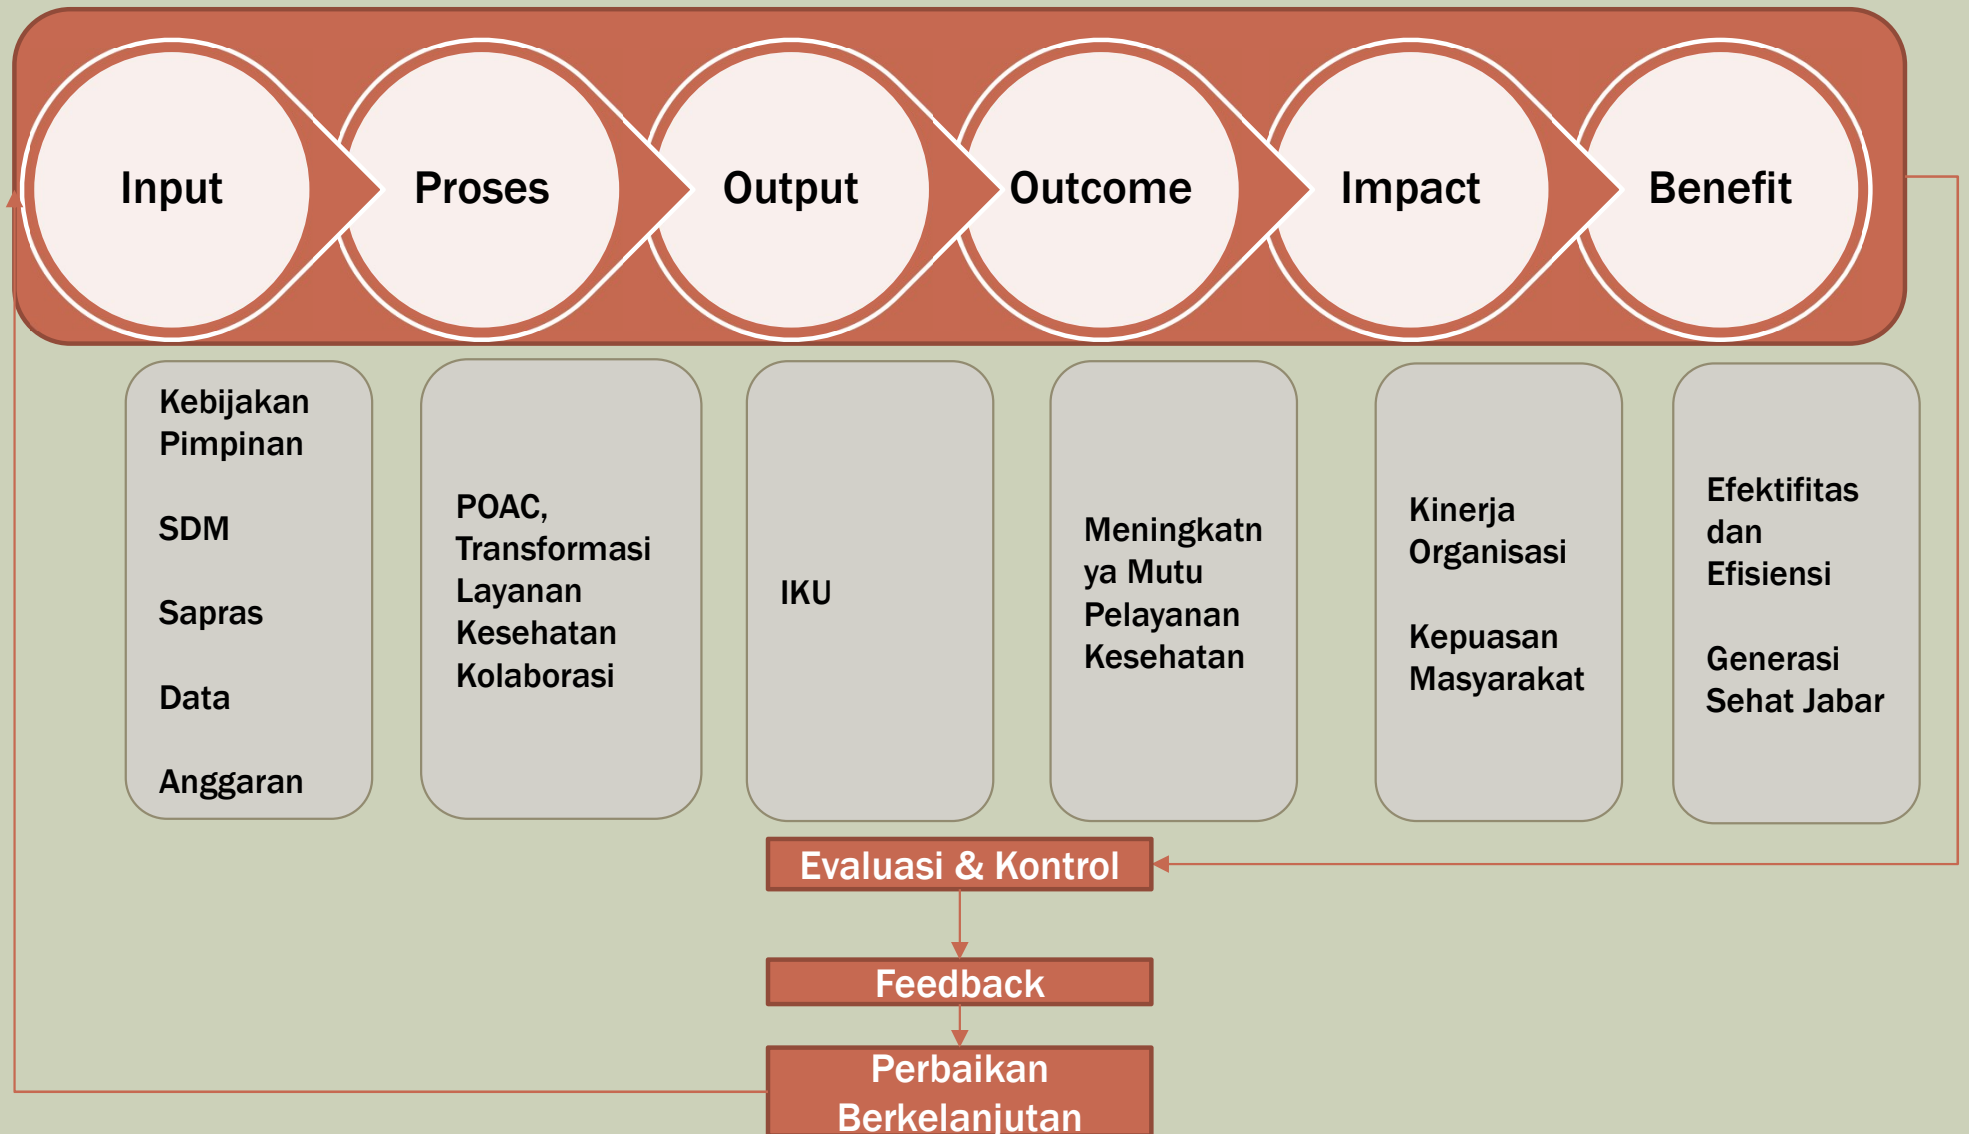 Input
Proses
Output
Outcome
Impact
Benefit
Kebijakan
Pimpinan
SDM
Sapras
Data
Anggaran
POAC,
Transformasi
Layanan
Kesehatan
Kolaborasi
IKU
Meningkatn
ya Mutu
Pelayanan
Kesehatan
Kinerja
Organisasi
Kepuasan
Masyarakat
Efektifitas
dan
Efisiensi
Generasi
Sehat Jabar
Evaluasi & Kontrol
Feedback
Perbaikan
Berkelanjutan